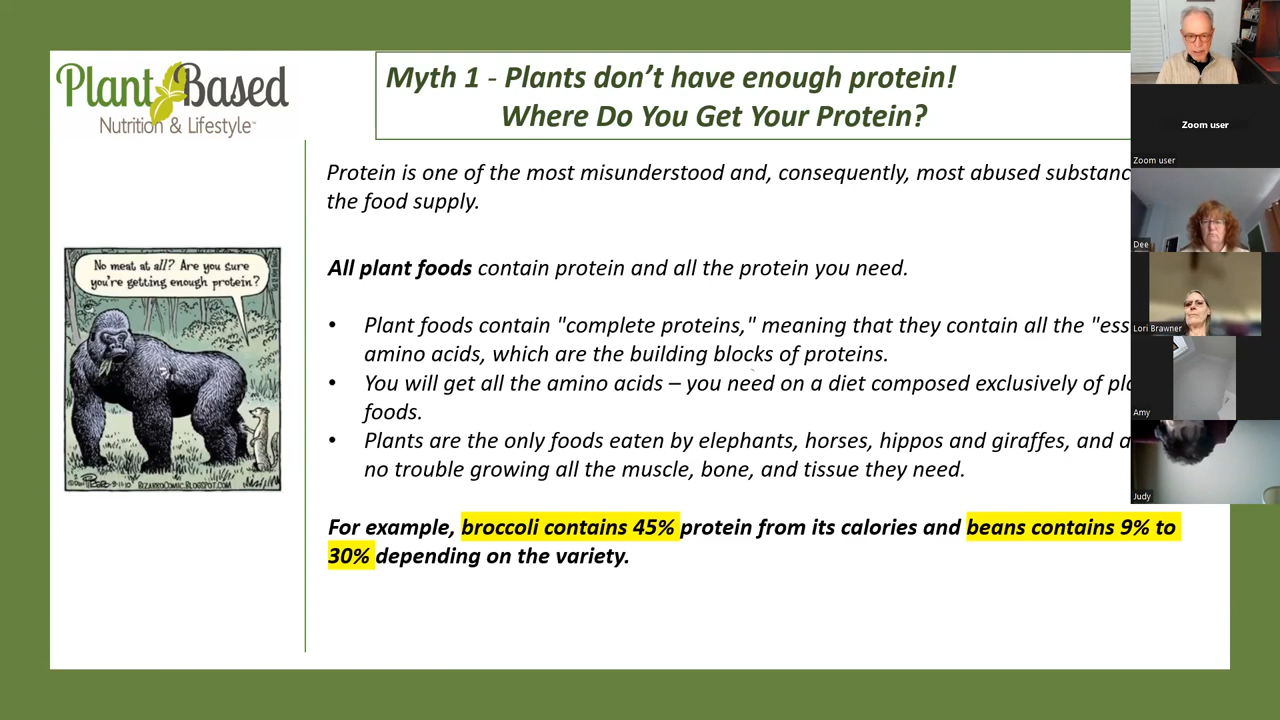 Plant Based
Nutrition & Lifestyle™
Myth 1 - Plants don't have enough protein!
Where Do You Get Your Protein?
Protein is one of the most misunderstood and, consequently, most abused substanc
the food supply.
All plant foods contain protein and all the protein you need.
• Plant foods contain "complete proteins," meaning that they contain all the "ess
amino acids, which are the building blocks of proteins.
• You will get all the amino acids – you need on a diet composed exclusively of pla
foods.
• Plants are the only foods eaten by elephants, horses, hippos and giraffes, and a
no trouble growing all the muscle, bone, and tissue they need.
For example, broccoli contains 45% protein from its calories and beans contains 9% to
30% depending on the variety.
No meat at all? Are you sure
you're getting enough protein?
BIZARROCOMIC.BLOGSPOT.COM
Zoom user
Zoom user
Dee
Lori Brawner
Amy
Judy